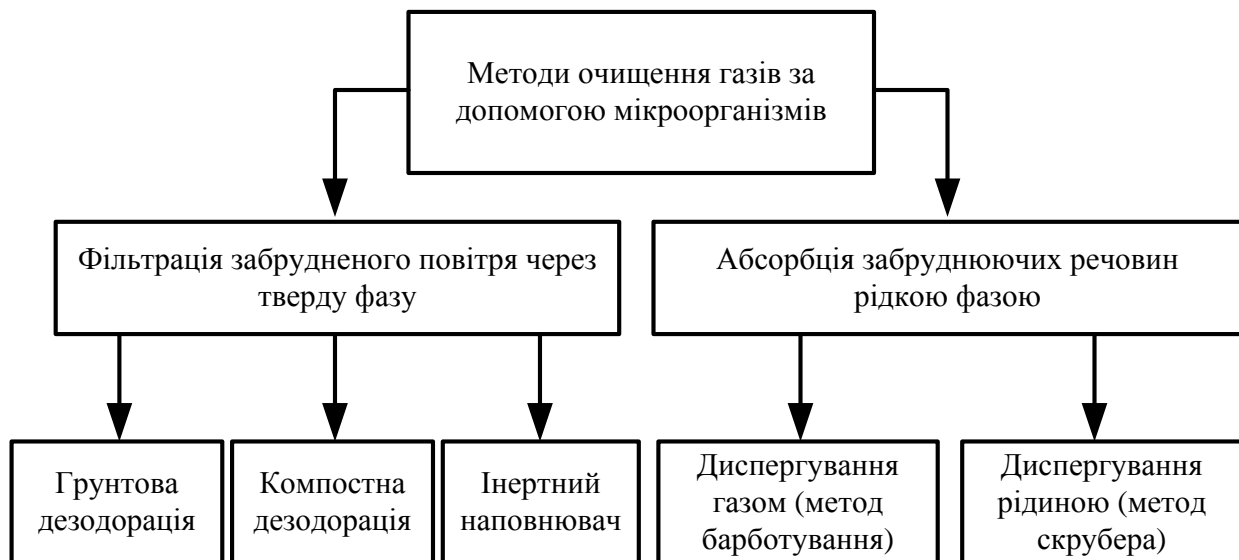 Методи очищення газів за
допомогою мікроорганізмів
Фільтрація забрудненого повітря через
тверду фазу
Абсорбція забруднюючих речовин
рідкою фазою
Грунтова
дезодорація
Компостна
дезодорація
Інертний
наповнювач
Диспергування
газом (метод
барботування)
Диспергування
рідиною (метод
скрубера)